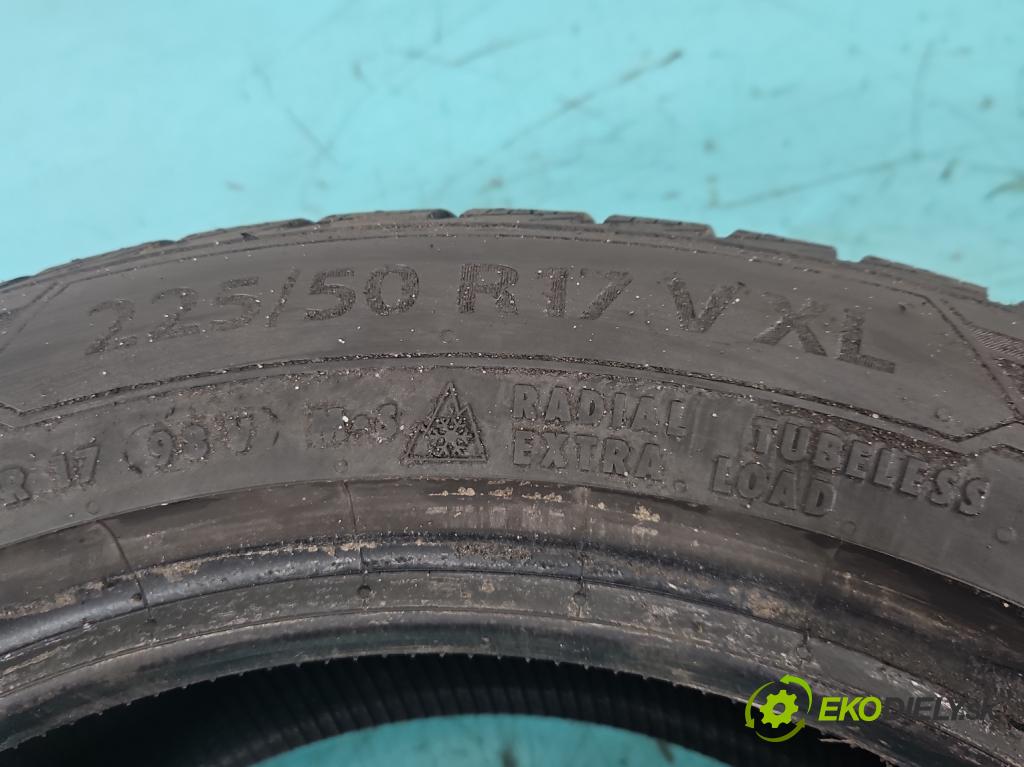 225/50 R17 V XL
R 17 (98V) M+S RADIAL TUBELESS
EXTRA LOAD
EKODIELY.SK